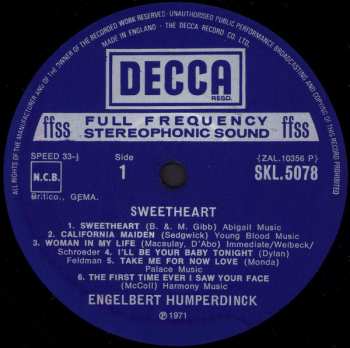 ALL RIGHTS OF THE MANUFACTURER AND OF THE OWNER OF THE RECORDED WORK RESERVED · UNAUTHORISED PUBLIC PERFORMANCE, BROADCASTING AND COPYING OF THIS RECORD PROHIBITED
MADE IN ENGLAND · THE DECCA RECORD CO. LTD.
DECCA
REGD.
ffss FULL FREQUENCY ffss
STEREOPHONIC SOUND
SPEED 33⅓ Side (ZAL.10356 P)
N.C.B. 1 SKL.5078
Britico., GEMA.
SWEETHEART
1. SWEETHEART (B. & M. Gibb) Abigail Music
2. CALIFORNIA MAIDEN (Sedgwick) Young Blood Music
3. WOMAN IN MY LIFE (Macaulay, D'Abo) Immediate/Welbeck/
Schroeder 4. I'LL BE YOUR BABY TONIGHT (Dylan)
Feldman 5. TAKE ME FOR NOW LOVE (Monda)
Palace Music
6. THE FIRST TIME EVER I SAW YOUR FACE
(McColl) Harmony Music
ENGELBERT HUMPERDINCK
℗ 1971